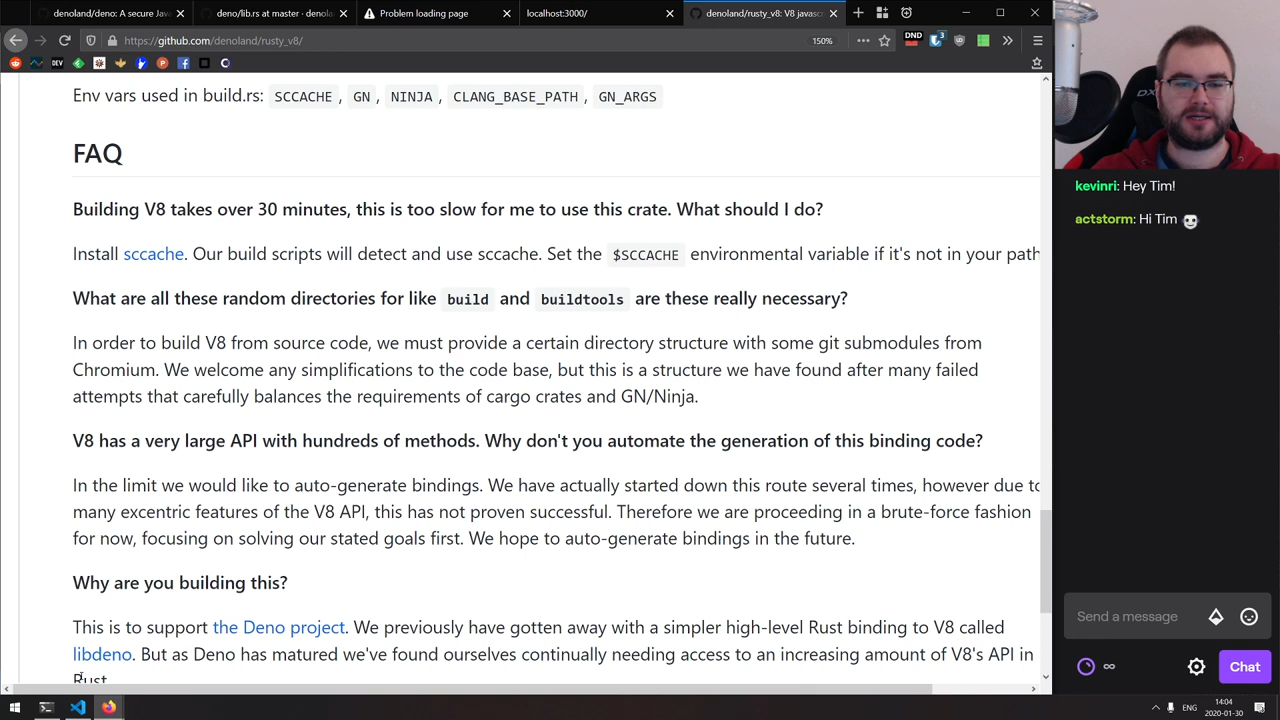 denoland/deno: A secure Jav
deno/lib.rs at master · denola
Problem loading page
localhost:3000/
denoland/rusty_v8: V8 javasc
https://github.com/denoland/rusty_v8/
150%
DND
3
DEV
Env vars used in build.rs: SCCACHE , GN , NINJA , CLANG_BASE_PATH , GN_ARGS
FAQ
Building V8 takes over 30 minutes, this is too slow for me to use this crate. What should I do?
Install sccache. Our build scripts will detect and use sccache. Set the $SCCACHE environmental variable if it's not in your path
What are all these random directories for like build and buildtools are these really necessary?
In order to build V8 from source code, we must provide a certain directory structure with some git submodules from
Chromium. We welcome any simplifications to the code base, but this is a structure we have found after many failed
attempts that carefully balances the requirements of cargo crates and GN/Ninja.
V8 has a very large API with hundreds of methods. Why don't you automate the generation of this binding code?
In the limit we would like to auto-generate bindings. We have actually started down this route several times, however due to
many excentric features of the V8 API, this has not proven successful. Therefore we are proceeding in a brute-force fashion
for now, focusing on solving our stated goals first. We hope to auto-generate bindings in the future.
Why are you building this?
This is to support the Deno project. We previously have gotten away with a simpler high-level Rust binding to V8 called
libdeno. But as Deno has matured we've found ourselves continually needing access to an increasing amount of V8's API in
Rust.
DX
kevinri: Hey Tim!
actstorm: Hi Tim
Send a message
∞
Chat
ENG
14:04
2020-01-30